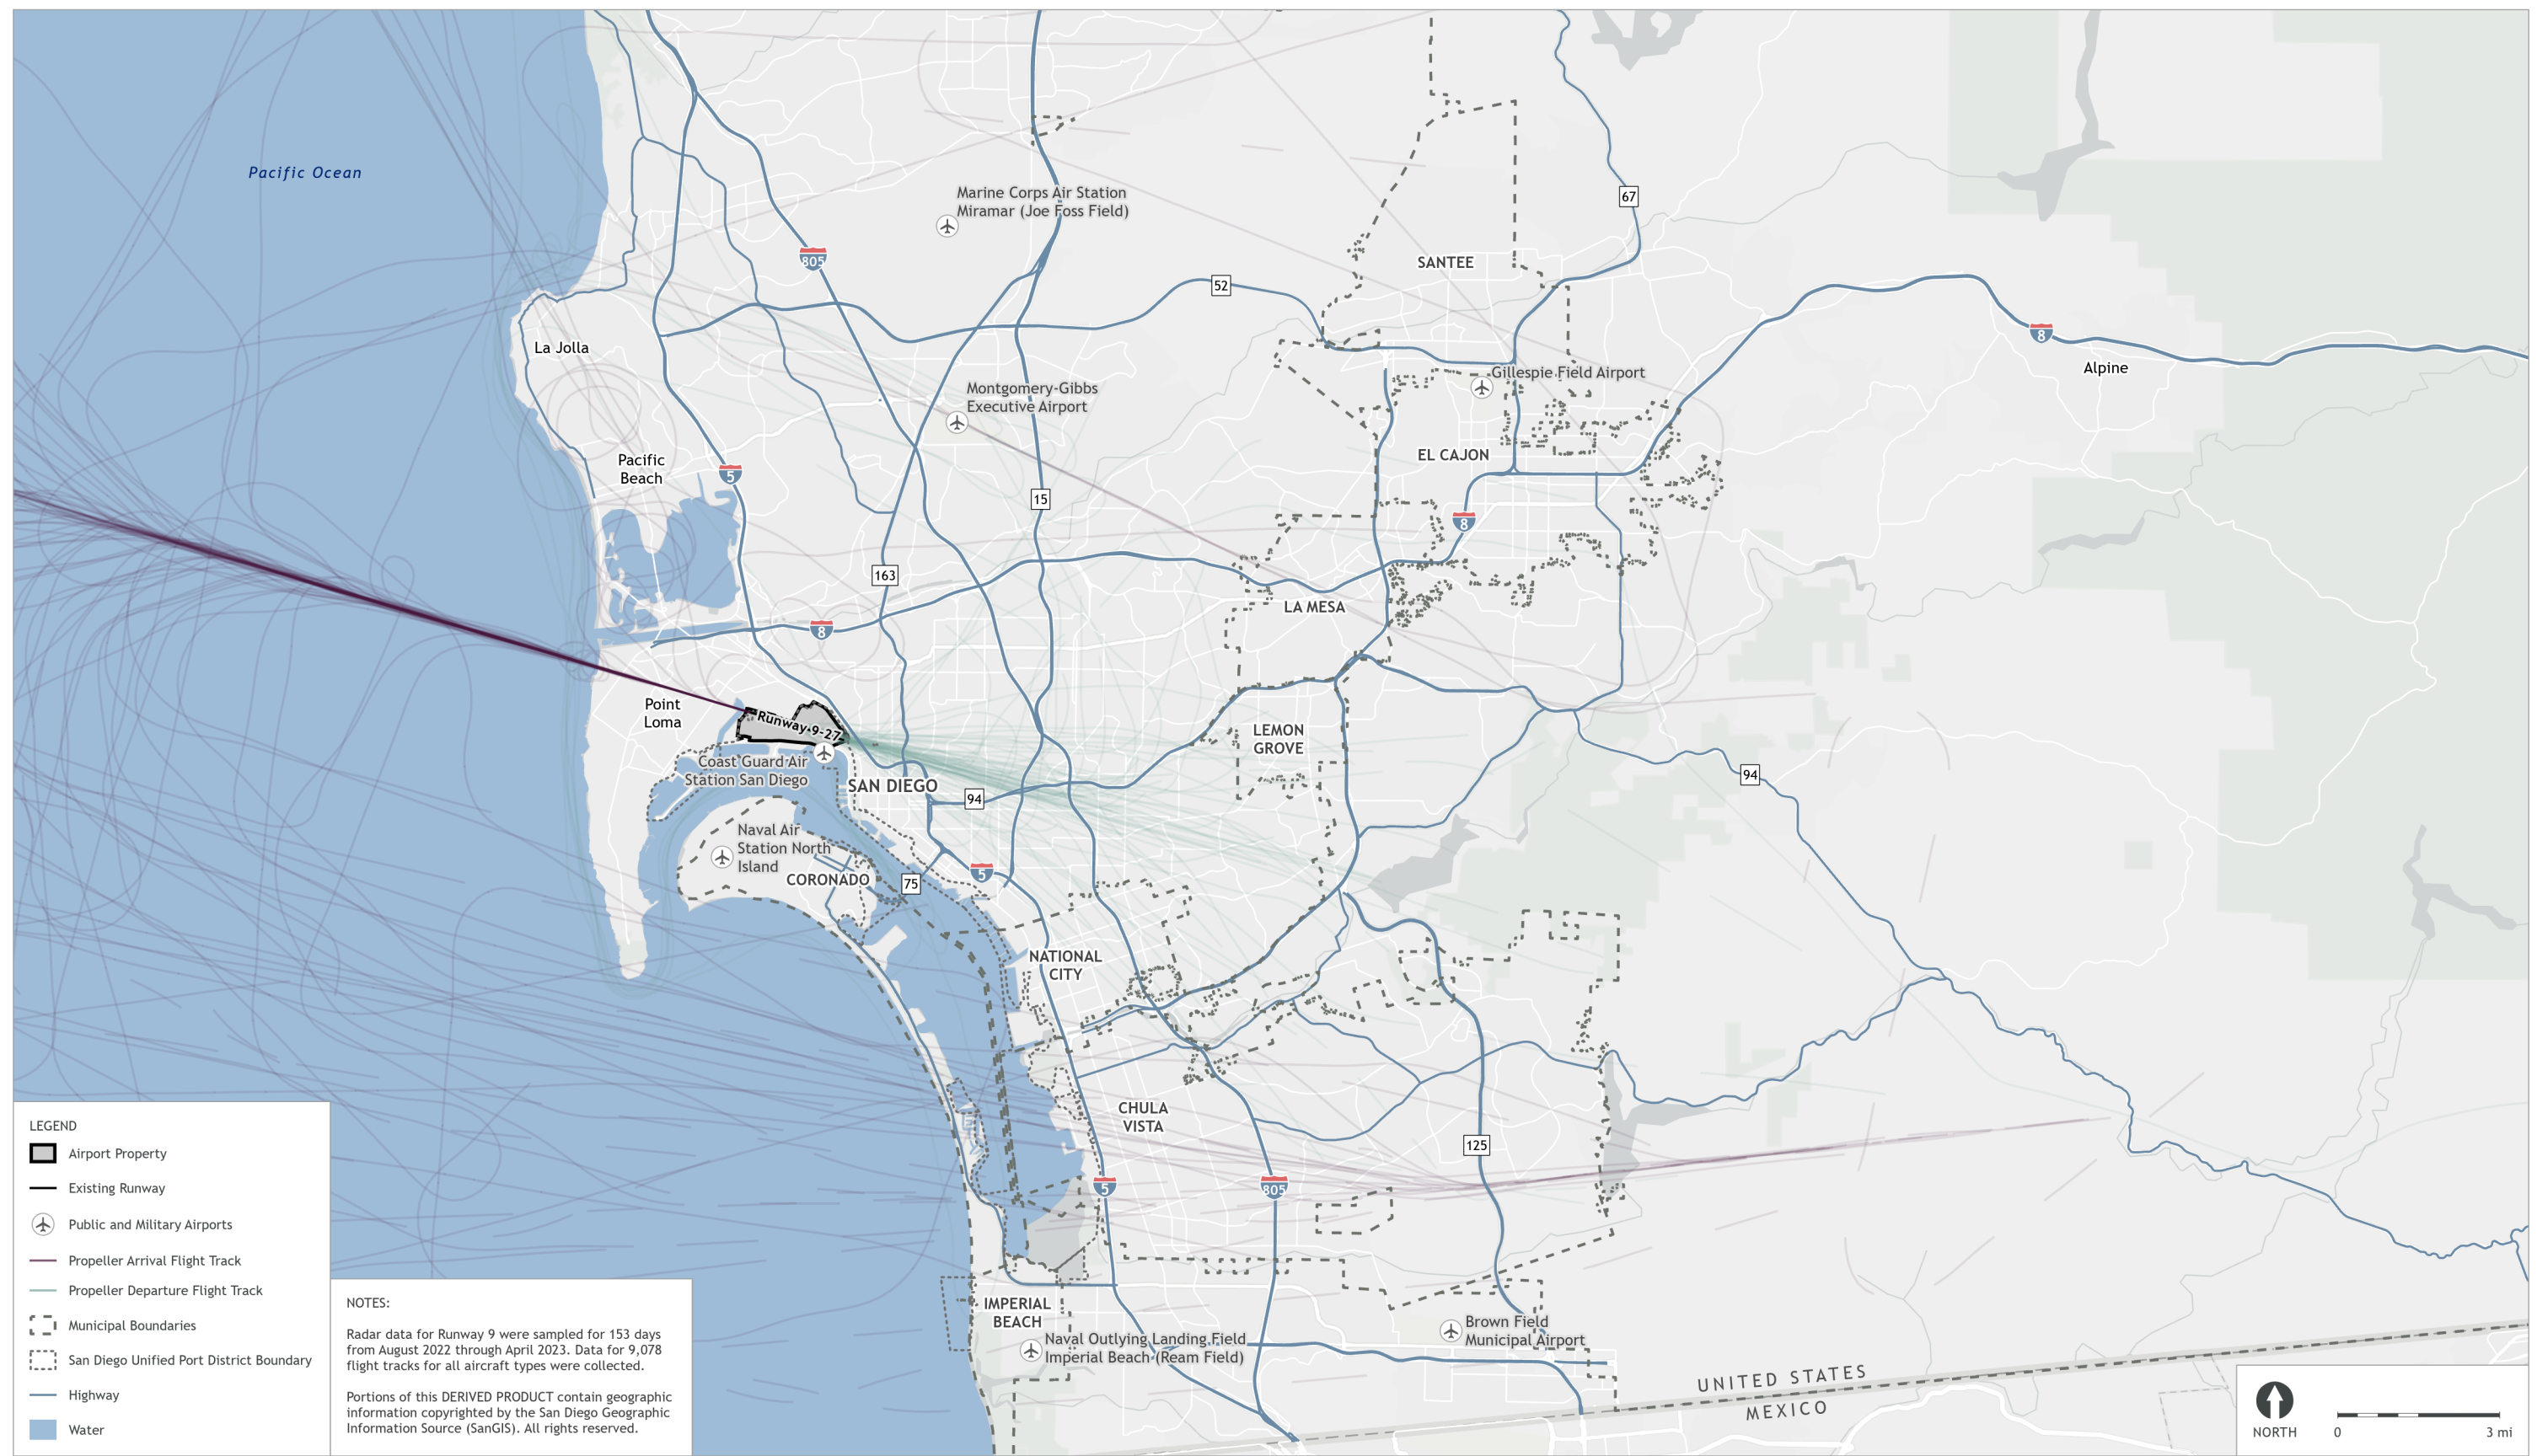 Pacific Ocean
Marine Corps Air Station
Miramar (Joe Foss Field)
67
805
SANTEE
52
8
La Jolla
Alpine
Gillespie Field Airport
Montgomery-Gibbs
Executive Airport
EL CAJON
Pacific
Beach
5
15
8
163
LA MESA
8
Point
Loma
Runway 9-27
LEMON
GROVE
Coast Guard Air
Station San Diego
SAN DIEGO
94
94
Naval Air
Station North
Island
CORONADO
75
5
NATIONAL
CITY
CHULA
VISTA
125
5
805
IMPERIAL
BEACH
Naval Outlying Landing Field
Imperial Beach (Ream Field)
Brown Field
Municipal Airport
UNITED STATES
MEXICO
LEGEND
Airport Property
Existing Runway
Public and Military Airports
Propeller Arrival Flight Track
Propeller Departure Flight Track
Municipal Boundaries
San Diego Unified Port District Boundary
Highway
Water
NOTES:
Radar data for Runway 9 were sampled for 153 days
from August 2022 through April 2023. Data for 9,078
flight tracks for all aircraft types were collected.
Portions of this DERIVED PRODUCT contain geographic
information copyrighted by the San Diego Geographic
Information Source (SanGIS). All rights reserved.
NORTH
0
3 mi